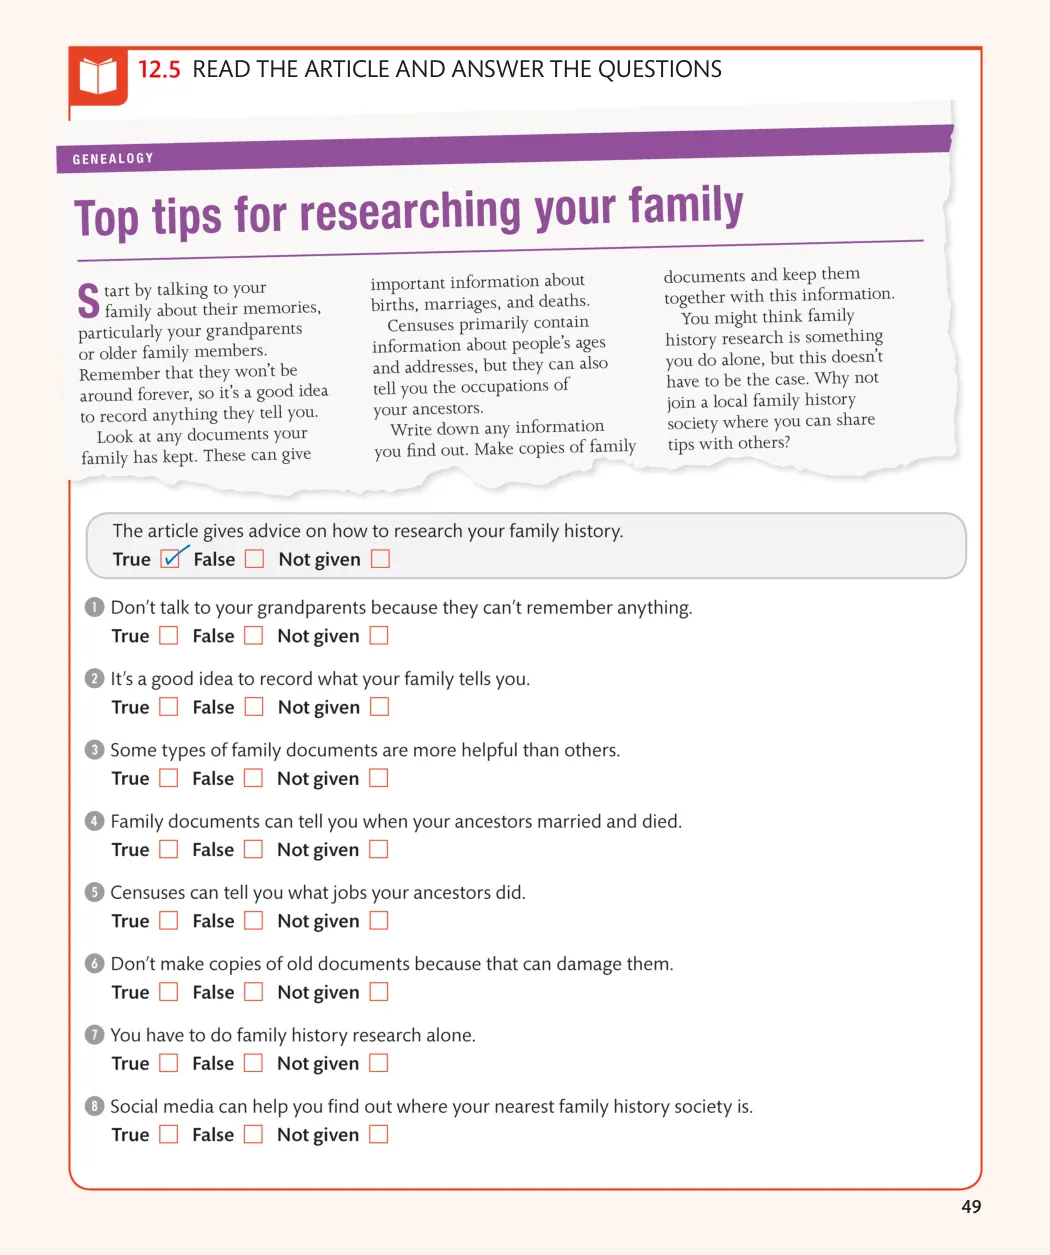 12.5 READ THE ARTICLE AND ANSWER THE QUESTIONS
GENEALOGY
Top tips for researching your family
Start by talking to your
family about their memories,
particularly your grandparents
or older family members.
Remember that they won't be
around forever, so it's a good idea
to record anything they tell you.
Look at any documents your
family has kept. These can give
important information about
births, marriages, and deaths.
Censuses primarily contain
information about people's ages
and addresses, but they can also
tell you the occupations of
your ancestors.
Write down any information
you find out. Make copies of family
documents and keep them
together with this information.
You might think family
history research is something
you do alone, but this doesn't
have to be the case. Why not
join a local family history
society where you can share
tips with others?
The article gives advice on how to research your family history.
True False Not given
1 Don't talk to your grandparents because they can't remember anything.
True False Not given
2 It's a good idea to record what your family tells you.
True False Not given
3 Some types of family documents are more helpful than others.
True False Not given
4 Family documents can tell you when your ancestors married and died.
True False Not given
5 Censuses can tell you what jobs your ancestors did.
True False Not given
6 Don't make copies of old documents because that can damage them.
True False Not given
7 You have to do family history research alone.
True False Not given
8 Social media can help you find out where your nearest family history society is.
True False Not given
49